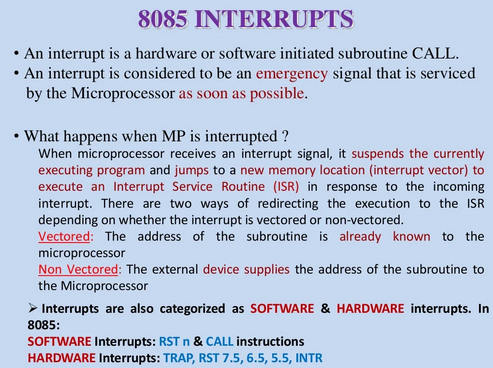 8085 INTERRUPTS
• An interrupt is a hardware or software initiated subroutine CALL.
• An interrupt is considered to be an emergency signal that is serviced
by the Microprocessor as soon as possible.
• What happens when MP is interrupted ?
When microprocessor receives an interrupt signal, it suspends the currently
executing program and jumps to a new memory location (interrupt vector) to
execute an Interrupt Service Routine (ISR) in response to the incoming
interrupt. There are two ways of redirecting the execution to the ISR
depending on whether the interrupt is vectored or non-vectored.
Vectored: The address of the subroutine is already known to the
microprocessor
Non Vectored: The external device supplies the address of the subroutine to
the Microprocessor
➢ Interrupts are also categorized as SOFTWARE & HARDWARE interrupts. In
8085:
SOFTWARE Interrupts: RST n & CALL instructions
HARDWARE Interrupts: TRAP, RST 7.5, 6.5, 5.5, INTR